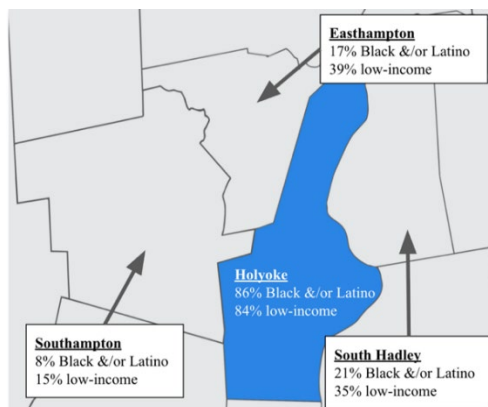 Easthampton
17% Black &/or Latino
39% low-income
Holyoke
86% Black &/or Latino
84% low-income
Southampton
8% Black &/or Latino
15% low-income
South Hadley
21% Black &/or Latino
35% low-income